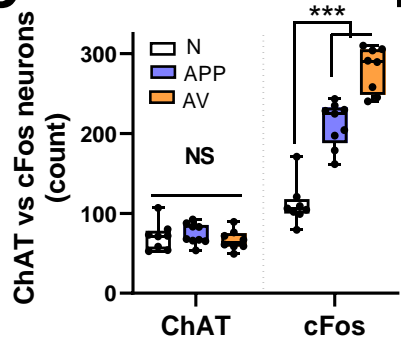 ***
N
APP
AV
NS
ChAT vs cFos neurons
(count)
300
200
100
0
ChAT
cFos